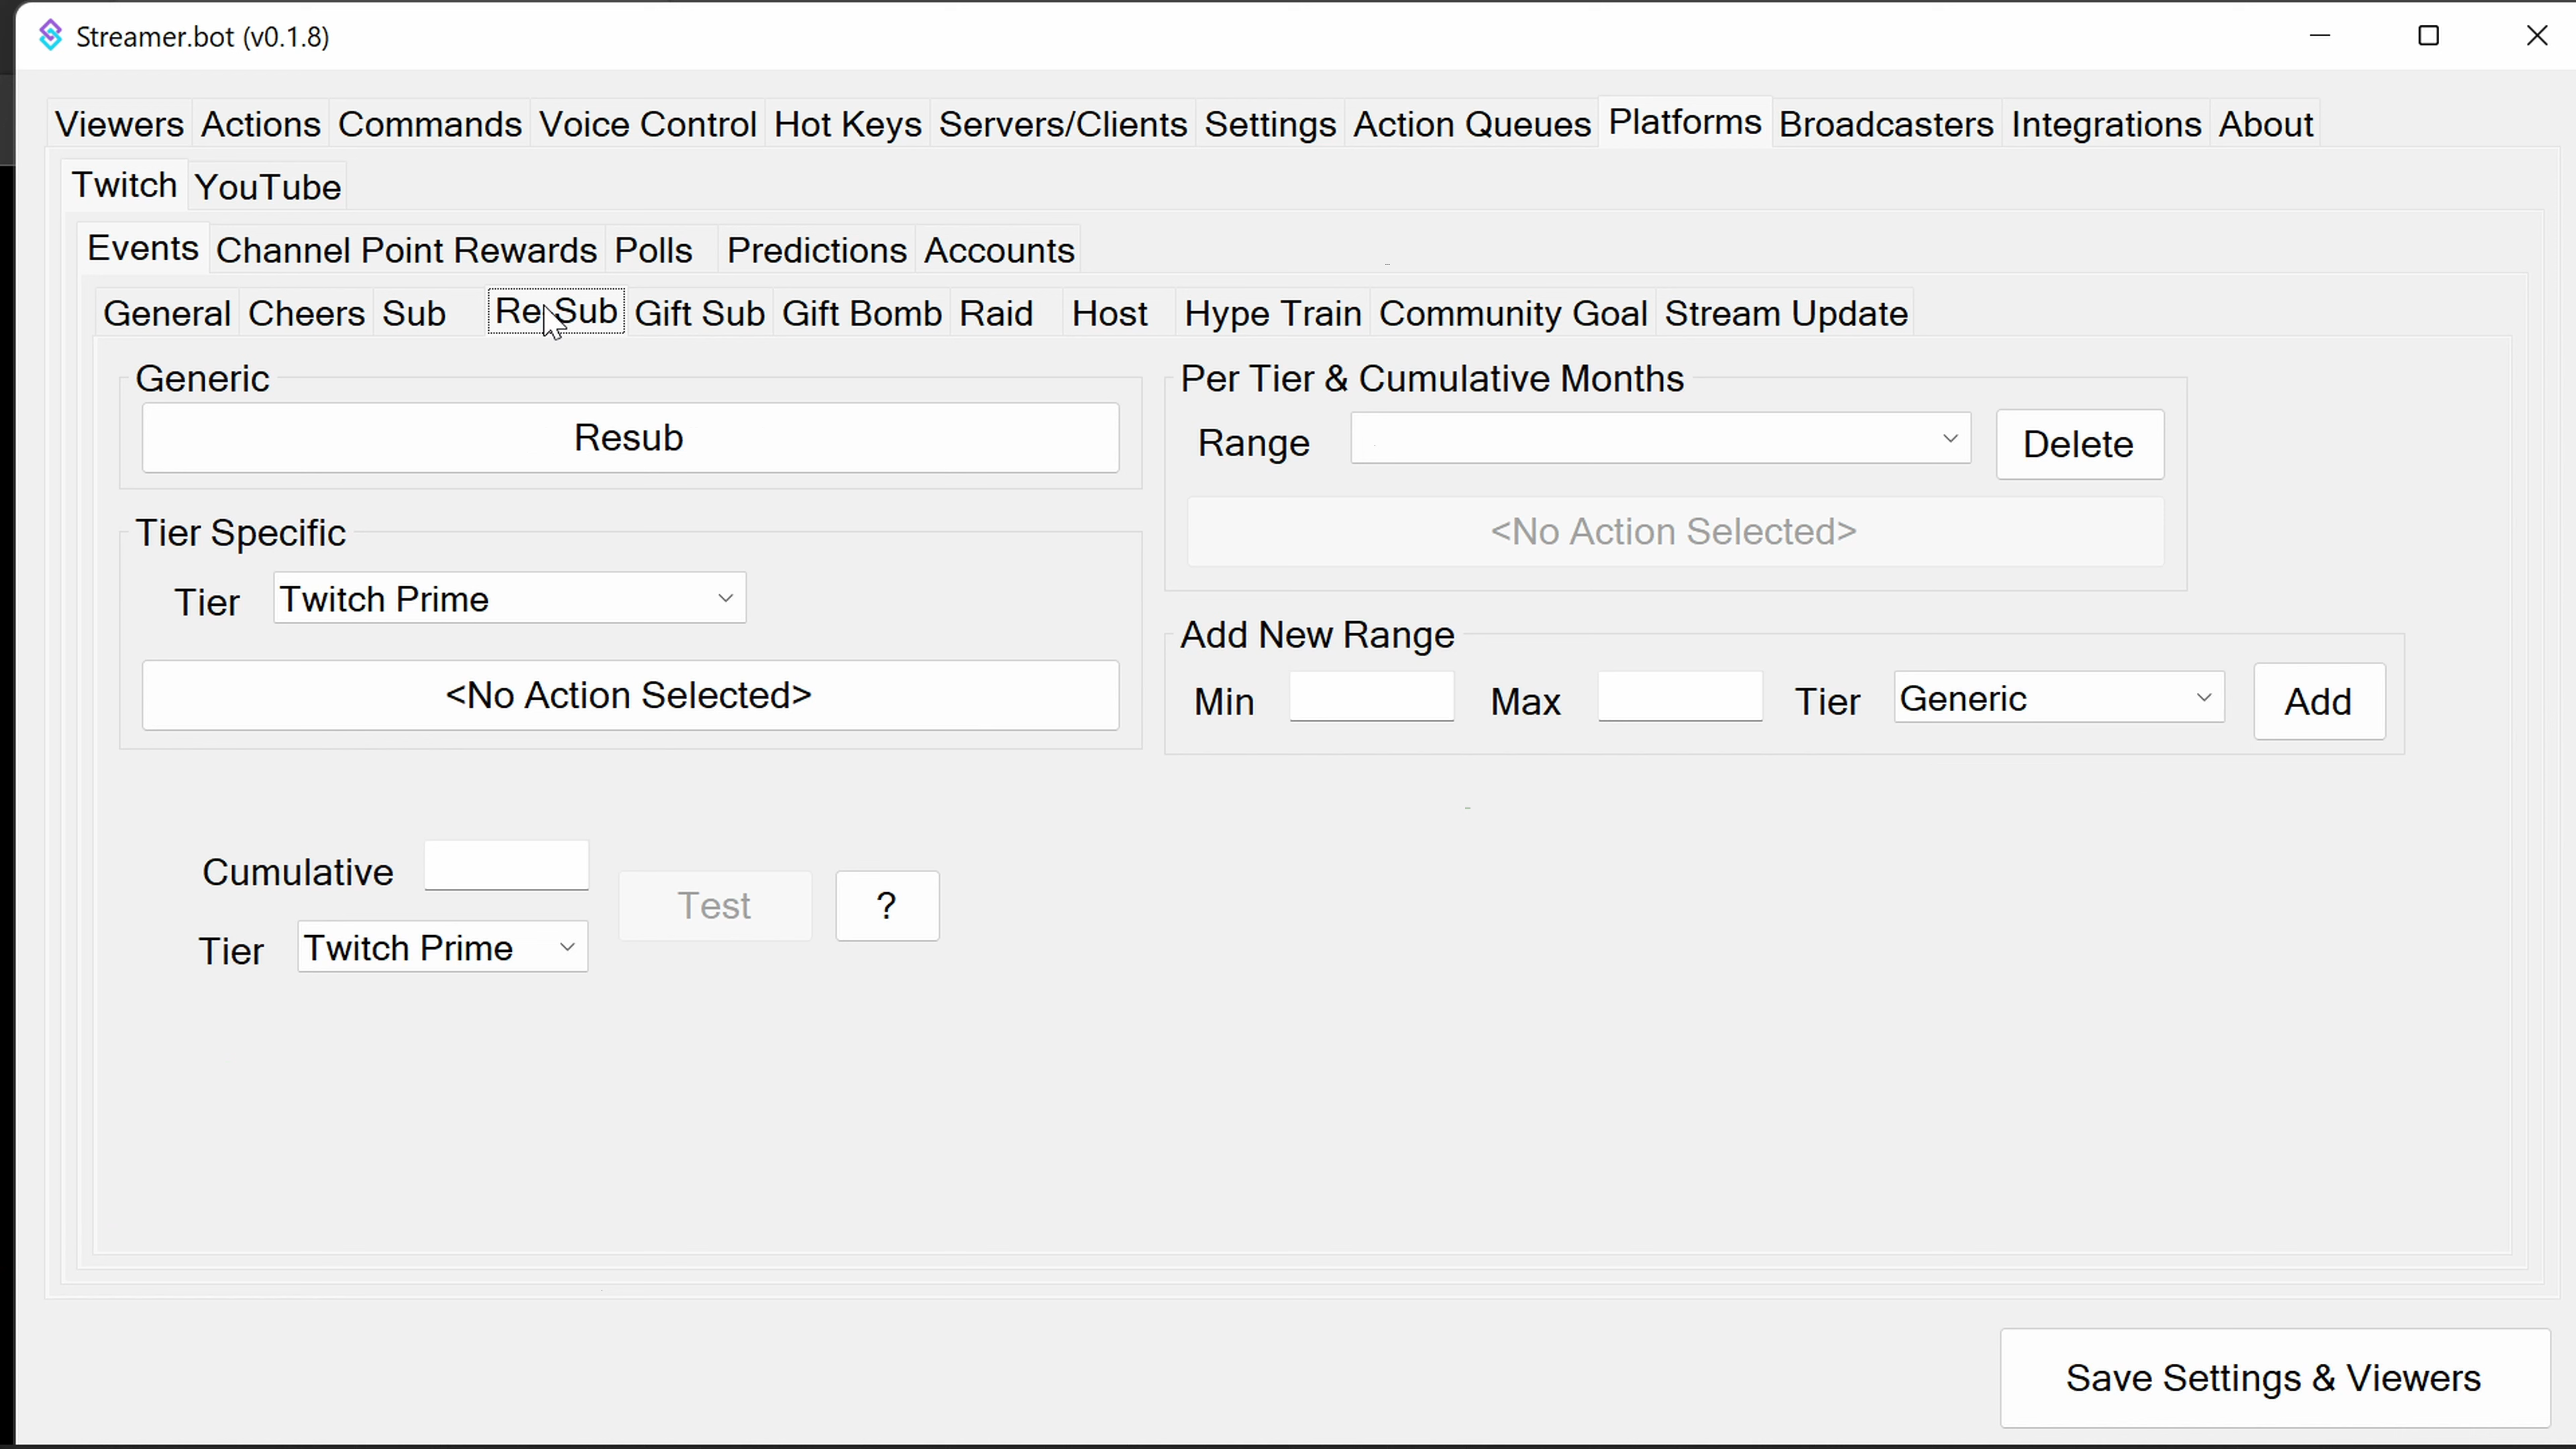 Streamer.bot (v0.1.8)
Viewers Actions Commands Voice Control Hot Keys Servers/Clients Settings Action Queues Platforms Broadcasters Integrations About
Twitch YouTube
Events Channel Point Rewards Polls Predictions Accounts
General Cheers Sub Re-Sub Gift Sub Gift Bomb Raid Host Hype Train Community Goal Stream Update
Generic
Resub
Tier Specific
Tier Twitch Prime
<No Action Selected>
Per Tier & Cumulative Months
Range Delete
<No Action Selected>
Add New Range
Min Max Tier Generic Add
Cumulative
Test ?
Tier Twitch Prime
Save Settings & Viewers